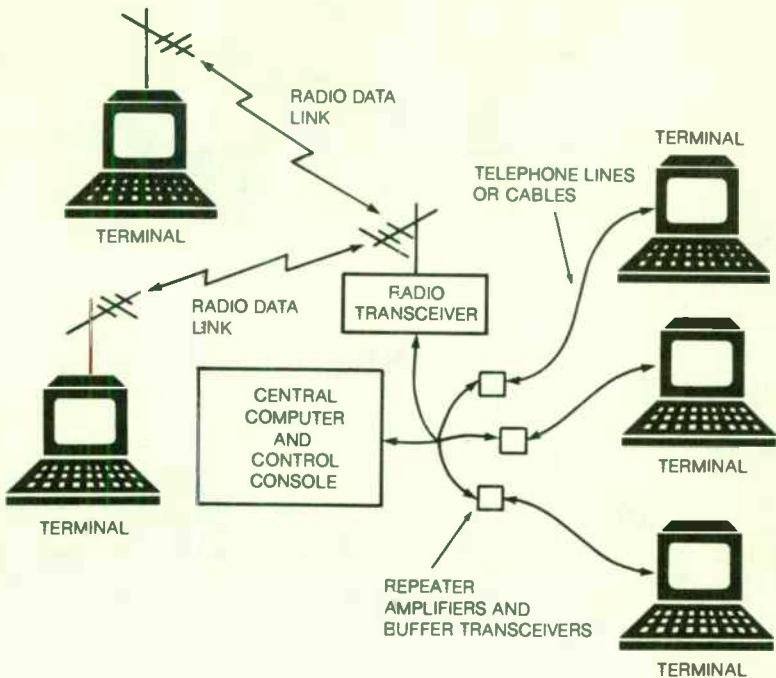 RADIO DATA
LINK
TERMINAL
TERMINAL
TELEPHONE LINES
OR CABLES
RADIO DATA
LINK
RADIO
TRANSCEIVER
CENTRAL
COMPUTER
AND
CONTROL
CONSOLE
TERMINAL
TERMINAL
REPEATER
AMPLIFIERS AND
BUFFER TRANSCEIVERS
TERMINAL